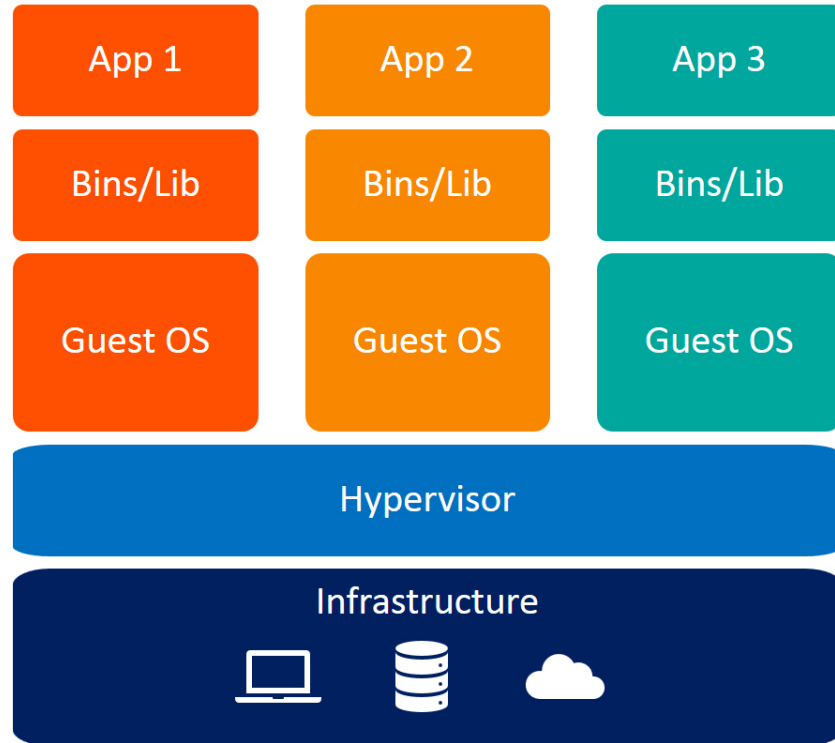 App 1
App 2
App 3
Bins/Lib
Bins/Lib
Bins/Lib
Guest OS
Guest OS
Guest OS
Hypervisor
Infrastructure